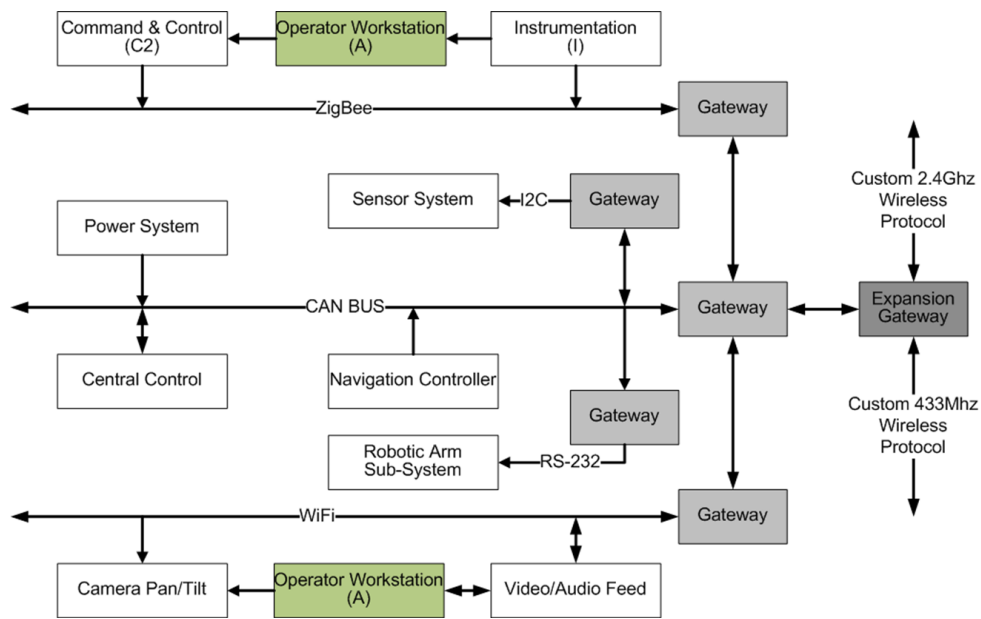 Command & Control
(C2)
Operator Workstation
(A)
Instrumentation
(I)
ZigBee
Gateway
Custom 2.4Ghz
Wireless
Protocol
Sensor System
I2C
Gateway
Power System
CAN BUS
Gateway
Expansion
Gateway
Central Control
Navigation Controller
Gateway
Custom 433Mhz
Wireless
Protocol
Robotic Arm
Sub-System
RS-232
WiFi
Gateway
Camera Pan/Tilt
Operator Workstation
(A)
Video/Audio Feed